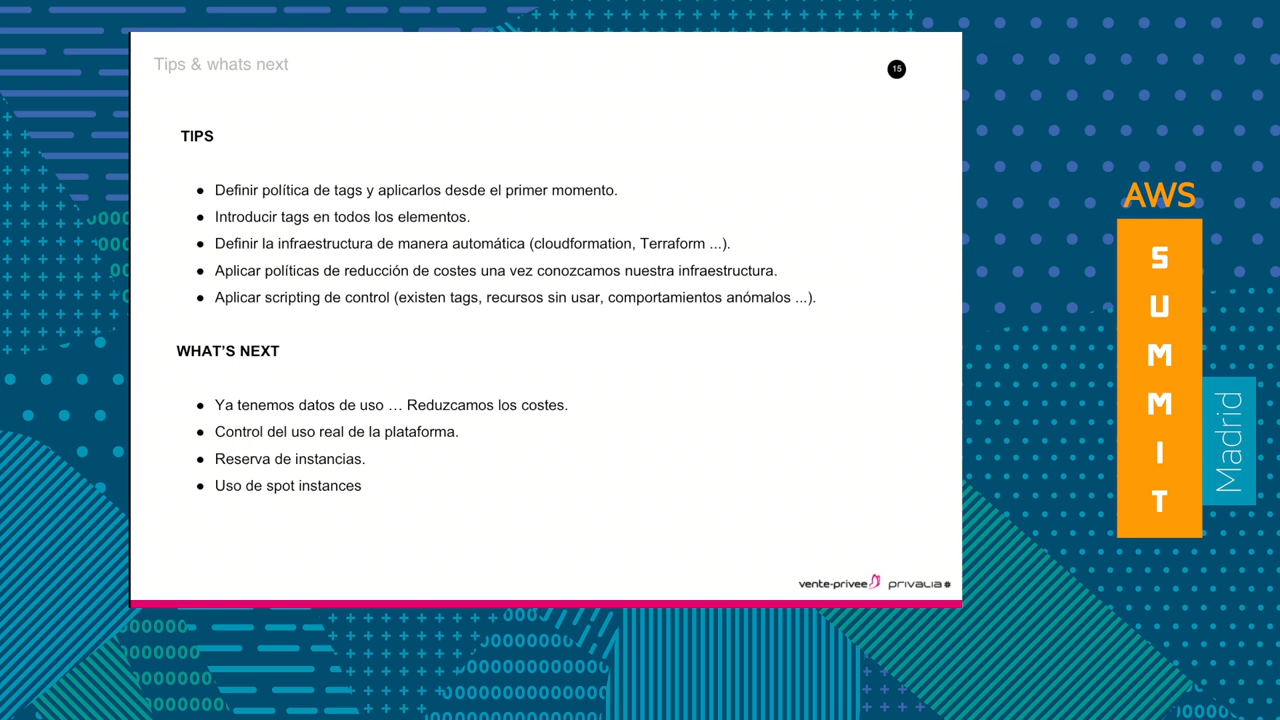 Tips & whats next
15
TIPS
● Definir política de tags y aplicarlos desde el primer momento.
● Introducir tags en todos los elementos.
● Definir la infraestructura de manera automática (cloudformation, Terraform ...).
● Aplicar políticas de reducción de costes una vez conozcamos nuestra infraestructura.
● Aplicar scripting de control (existen tags, recursos sin usar, comportamientos anómalos ...).
WHAT'S NEXT
● Ya tenemos datos de uso … Reduzcamos los costes.
● Control del uso real de la plataforma.
● Reserva de instancias.
● Uso de spot instances
vente-privee privalia
AWS
SUMMIT
Madrid